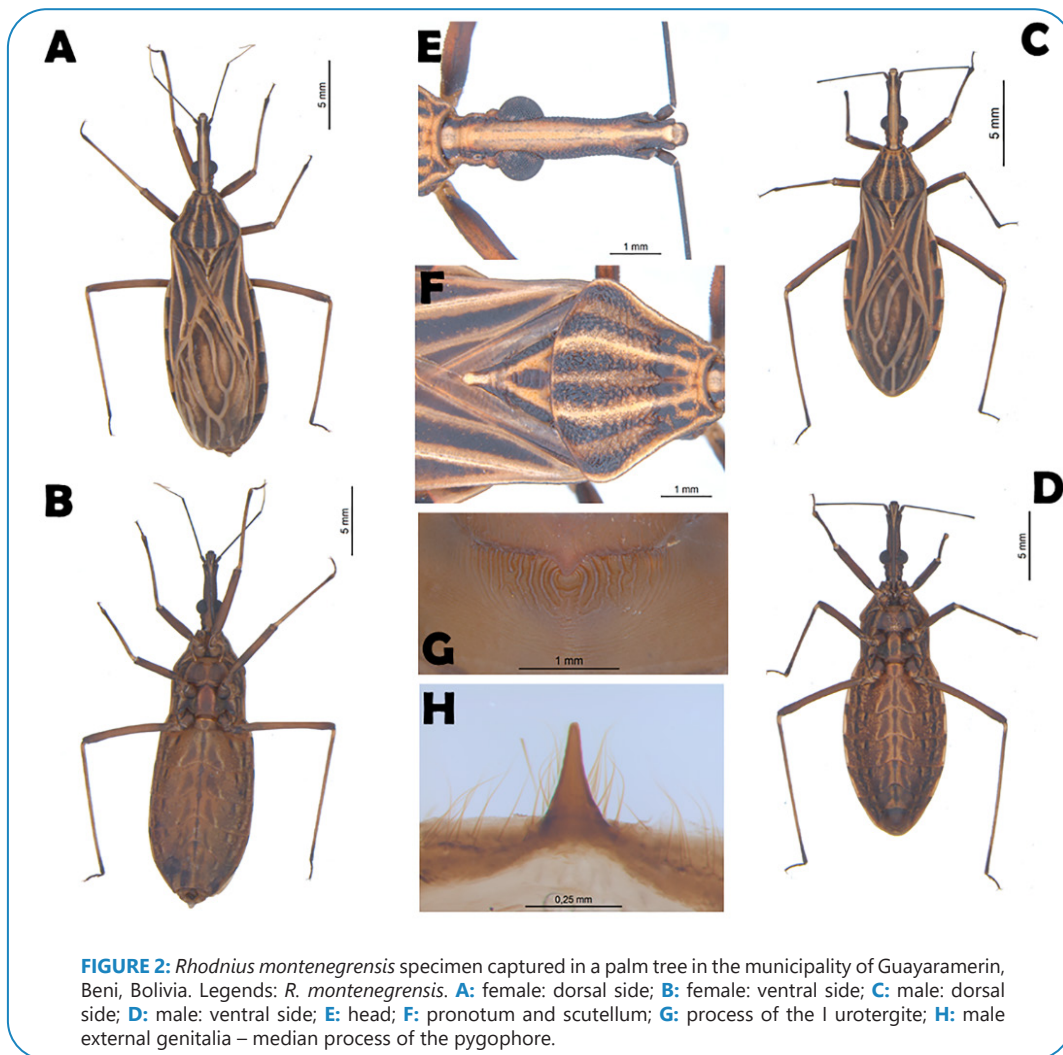 A
5 mm
E
1 mm
C
5 mm
F
1 mm
B
5 mm
G
1 mm
D
5 mm
H
0,25 mm
FIGURE 2: Rhodnius montenegrensis specimen captured in a palm tree in the municipality of Guayaramerin,
Beni, Bolivia. Legends: R. montenegrensis. A: female: dorsal side; B: female: ventral side; C: male: dorsal
side; D: male: ventral side; E: head; F: pronotum and scutellum; G: process of the I urotergite; H: male
external genitalia – median process of the pygophore.